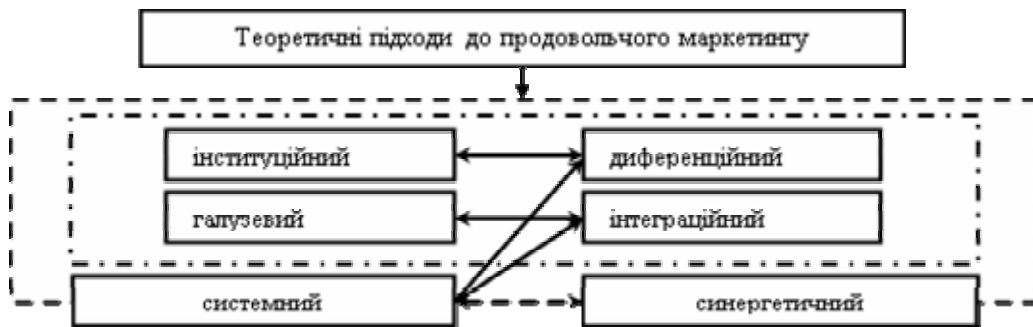 Теоретичні підходи до продовольчого маркетингу
інституційний
диференційний
галузевий
інтеграційний
системний
синергетичний